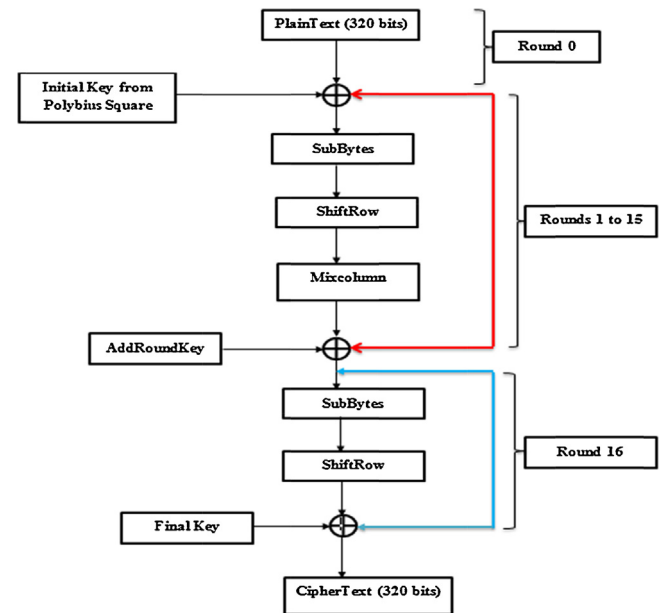 PlainText (320 bits)
Round 0
Initial Key from
Polybius Square
SubBytes
ShiftRow
Rounds 1 to 15
Mixcolumn
AddRoundKey
SubBytes
Round 16
ShiftRow
Final Key
CipherText (320 bits)